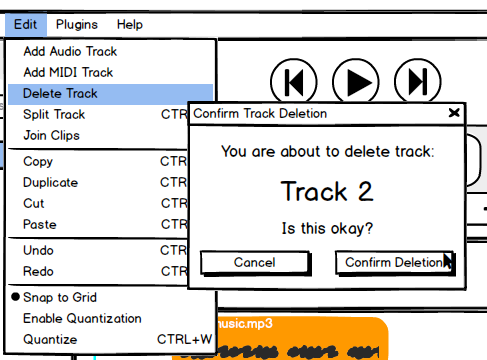 Edit Plugins Help
Add Audio Track
Add MIDI Track
Delete Track
Split Track CTR
Join Clips
Copy CTR
Duplicate CTR
Cut CTR
Paste CTR
Undo CTR
Redo CTR
Snap to Grid
Enable Quantization
Quantize CTRL+W
Confirm Track Deletion
You are about to delete track:
Track 2
Is this okay?
Cancel Confirm Deletion
music.mp3